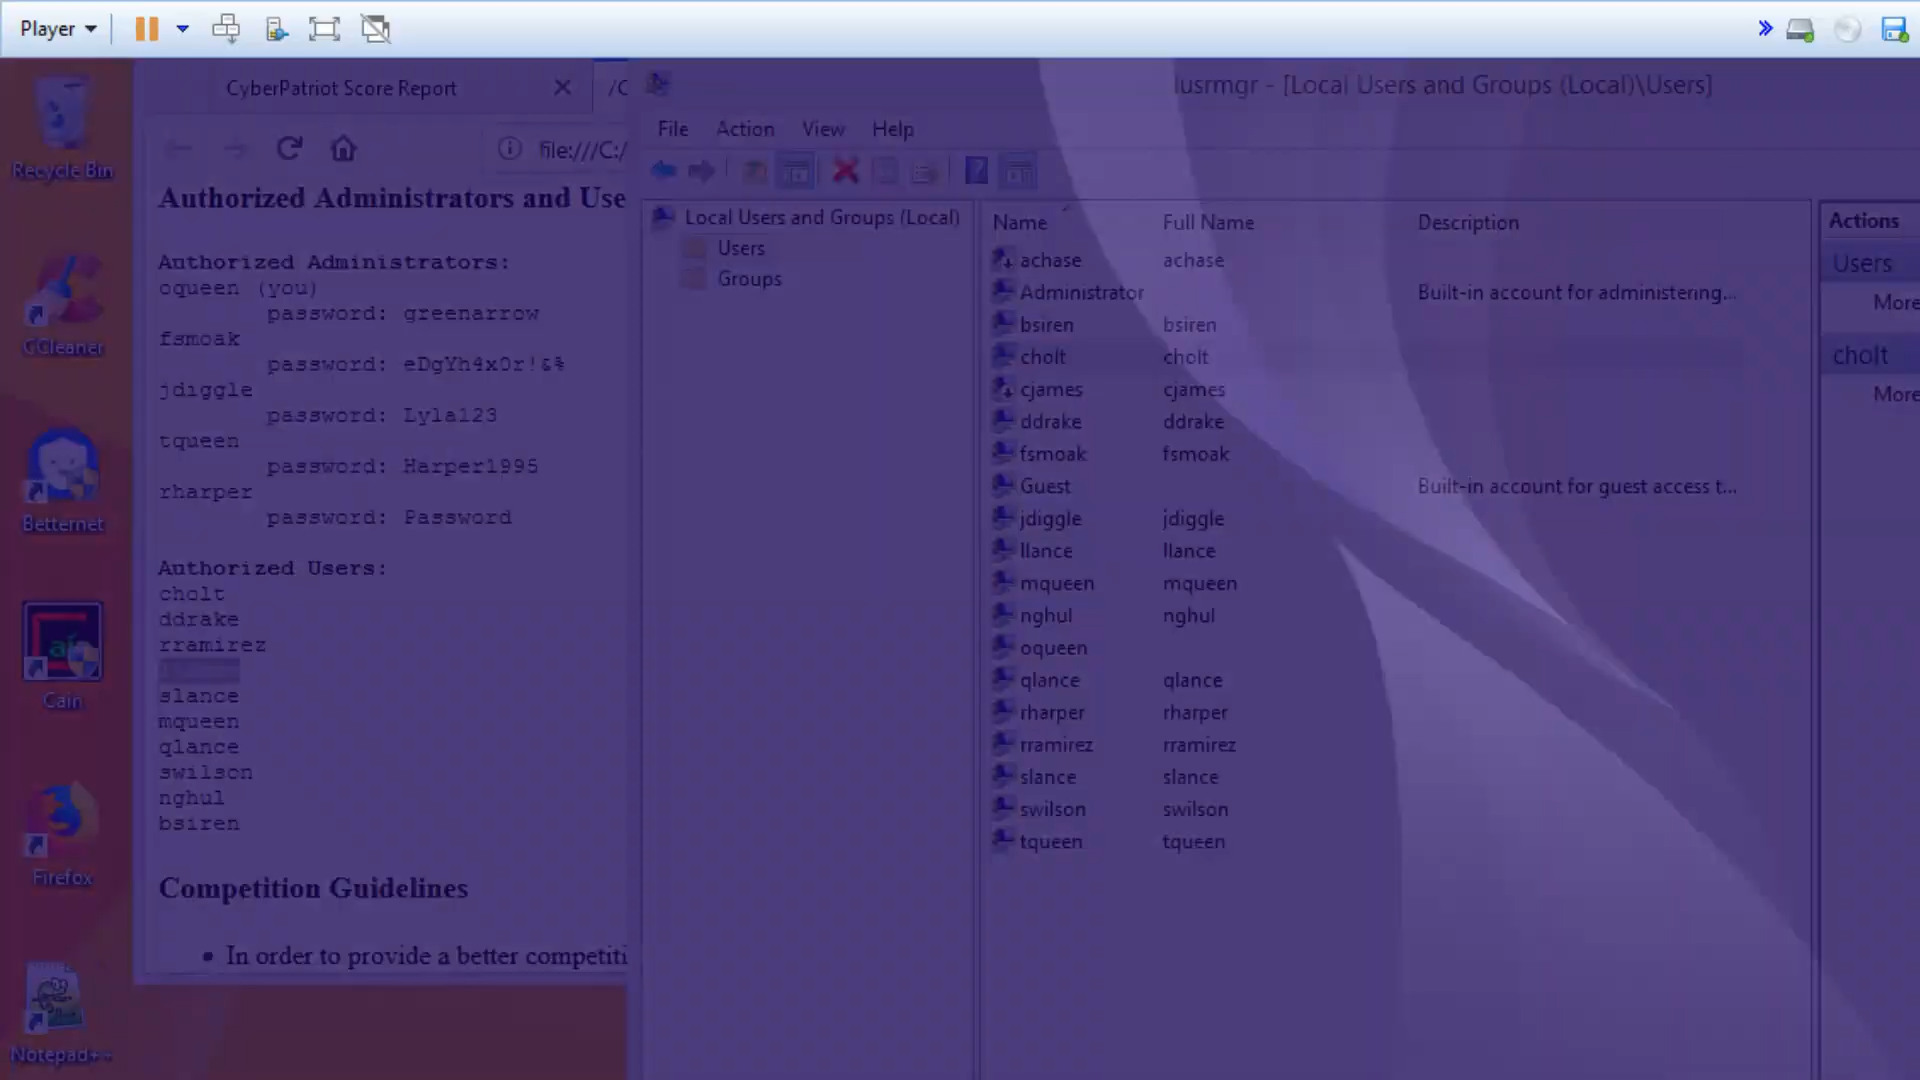 Player
CyberPatriot Score Report
/C
lusrmgr - [Local Users and Groups (Local)\Users]
File Action View Help
file:///C:/
Recycle Bin
CCleaner
Betternet
Cain
Firefox
Notepad++
Authorized Administrators and Use
Authorized Administrators:
oqueen (you)
password: greenarrow
fsmoak
password: eDgYh4x0r!&%
jdiggle
password: Lyla123
tqueen
password: Harper1995
rharper
password: Password
Authorized Users:
cholt
ddrake
rramirez
slance
mqueen
qlance
swilson
nghul
bsiren
Competition Guidelines
In order to provide a better competiti
Local Users and Groups (Local)
Users
Groups
Name Full Name Description
achase achase
Administrator Built-in account for administering...
bsiren bsiren
cholt cholt
cjames cjames
ddrake ddrake
fsmoak fsmoak
Guest Built-in account for guest access t...
jdiggle jdiggle
llance llance
mqueen mqueen
nghul nghul
oqueen
qlance qlance
rharper rharper
rramirez rramirez
slance slance
swilson swilson
tqueen tqueen
Actions
Users
More
cholt
More